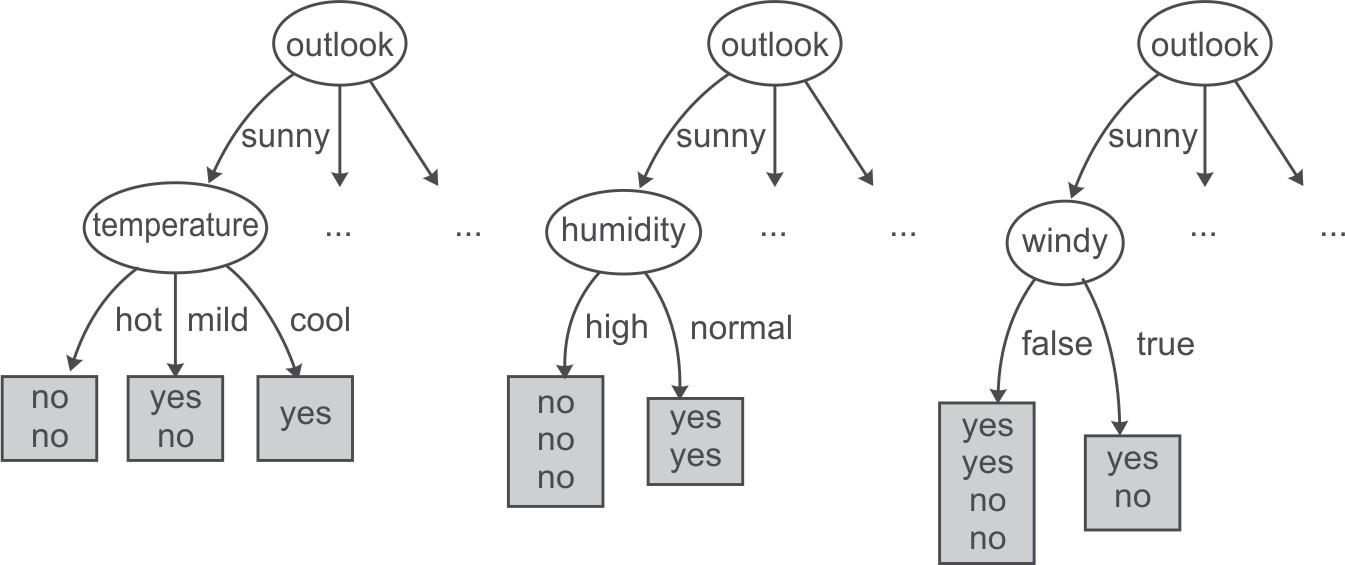 outlook
sunny
temperature
...
...
hot
mild
cool
no
no
yes
no
yes
outlook
sunny
humidity
...
...
high
normal
no
no
no
yes
yes
outlook
sunny
windy
...
...
false
true
yes
yes
no
no
yes
no